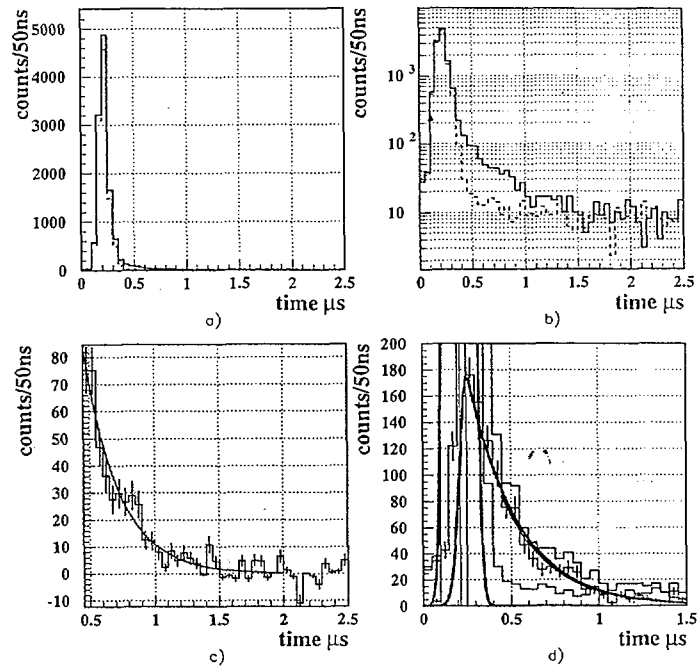 counts/50ns
5000
4000
3000
2000
1000
0
0 0.5 1 1.5 2 2.5
time μs
a)
counts/50ns
10³
10²
10
0 0.5 1 1.5 2 2.5
time μs
b)
counts/50ns
80
70
60
50
40
30
20
10
0
-10
0.5 1.0 1.5 2 2.5
time μs
c)
counts/50ns
200
180
160
140
120
100
80
60
40
20
0
0 0.5 1 1.5
time μs
d)